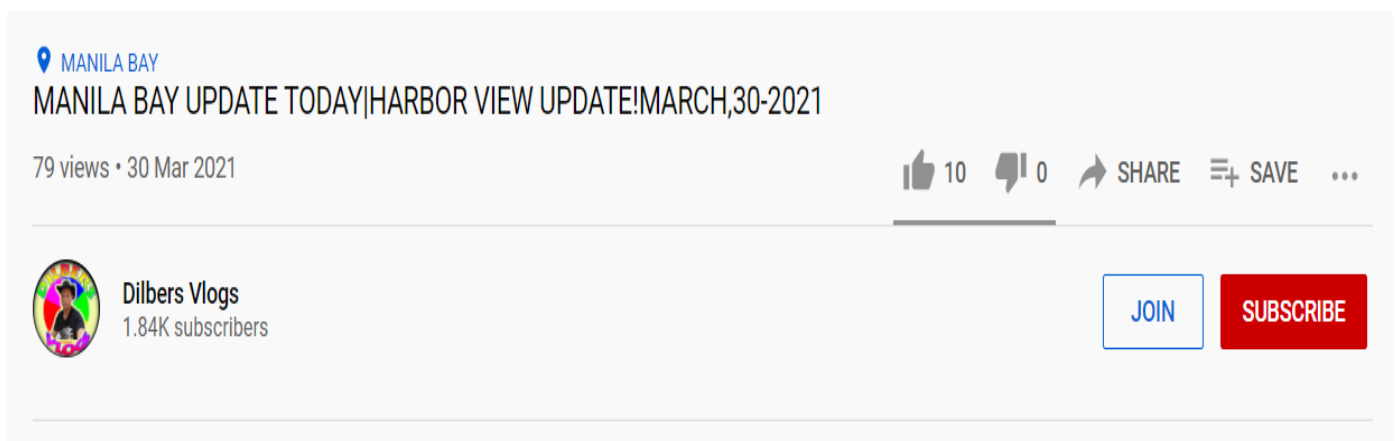 MANILA BAY
MANILA BAY UPDATE TODAY|HARBOR VIEW UPDATE!MARCH,30-2021
79 views • 30 Mar 2021
10 0 SHARE SAVE ...
Dilbers Vlogs
1.84K subscribers
JOIN SUBSCRIBE